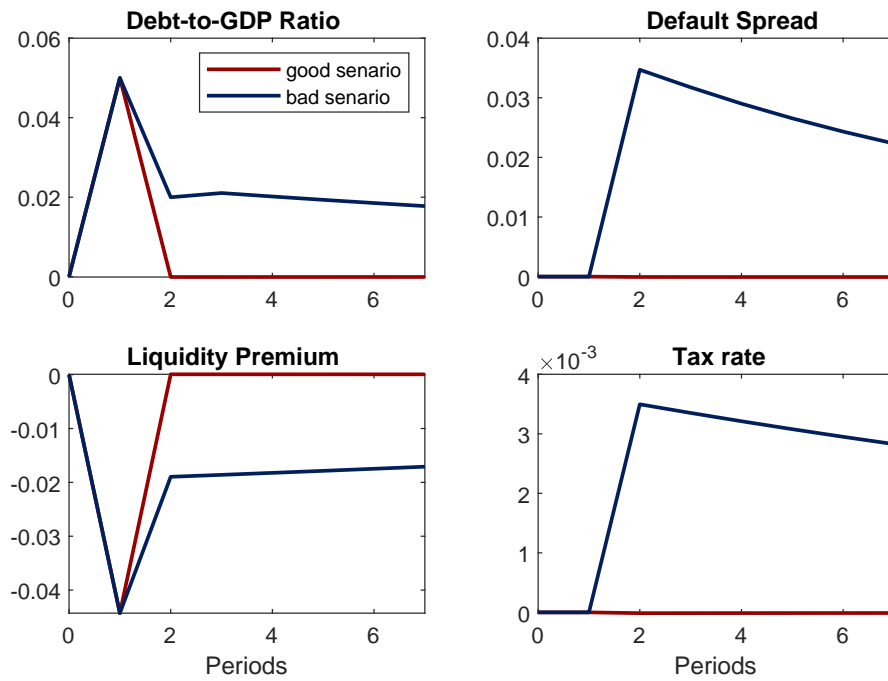 Debt-to-GDP Ratio
0.06
0.04
0.02
0
0 2 4 6
good senario
bad senario
Default Spread
0.04
0.03
0.02
0.01
0
0 2 4 6
Liquidity Premium
0
-0.01
-0.02
-0.03
-0.04
0 2 4 6
Periods
Tax rate
×10⁻³
4
3
2
1
0
0 2 4 6
Periods